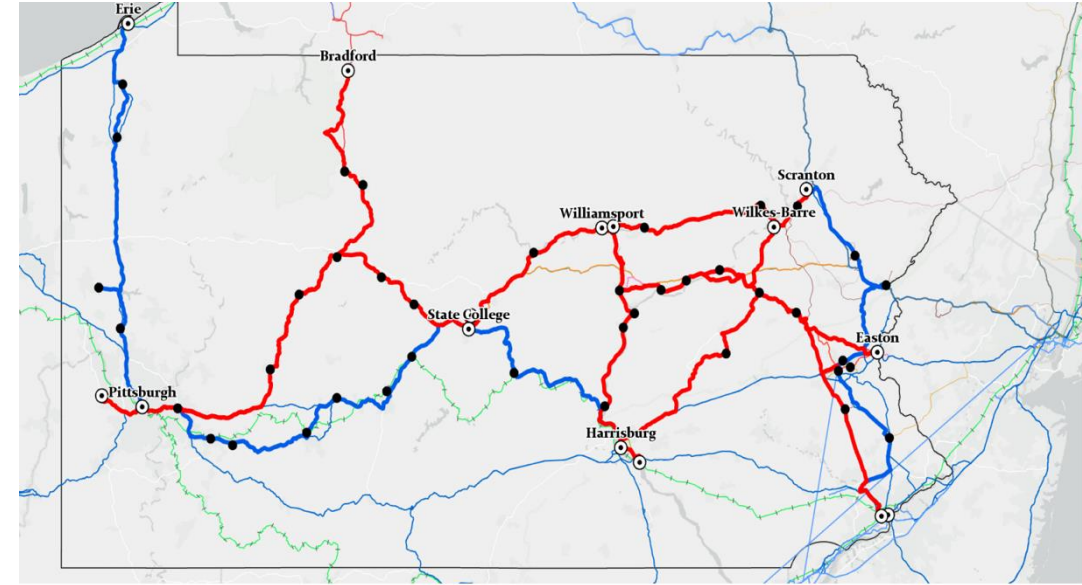 Erie
Bradford
Scranton
Williamsport
Wilkes-Barre
State College
Easton
Pittsburgh
Harrisburg